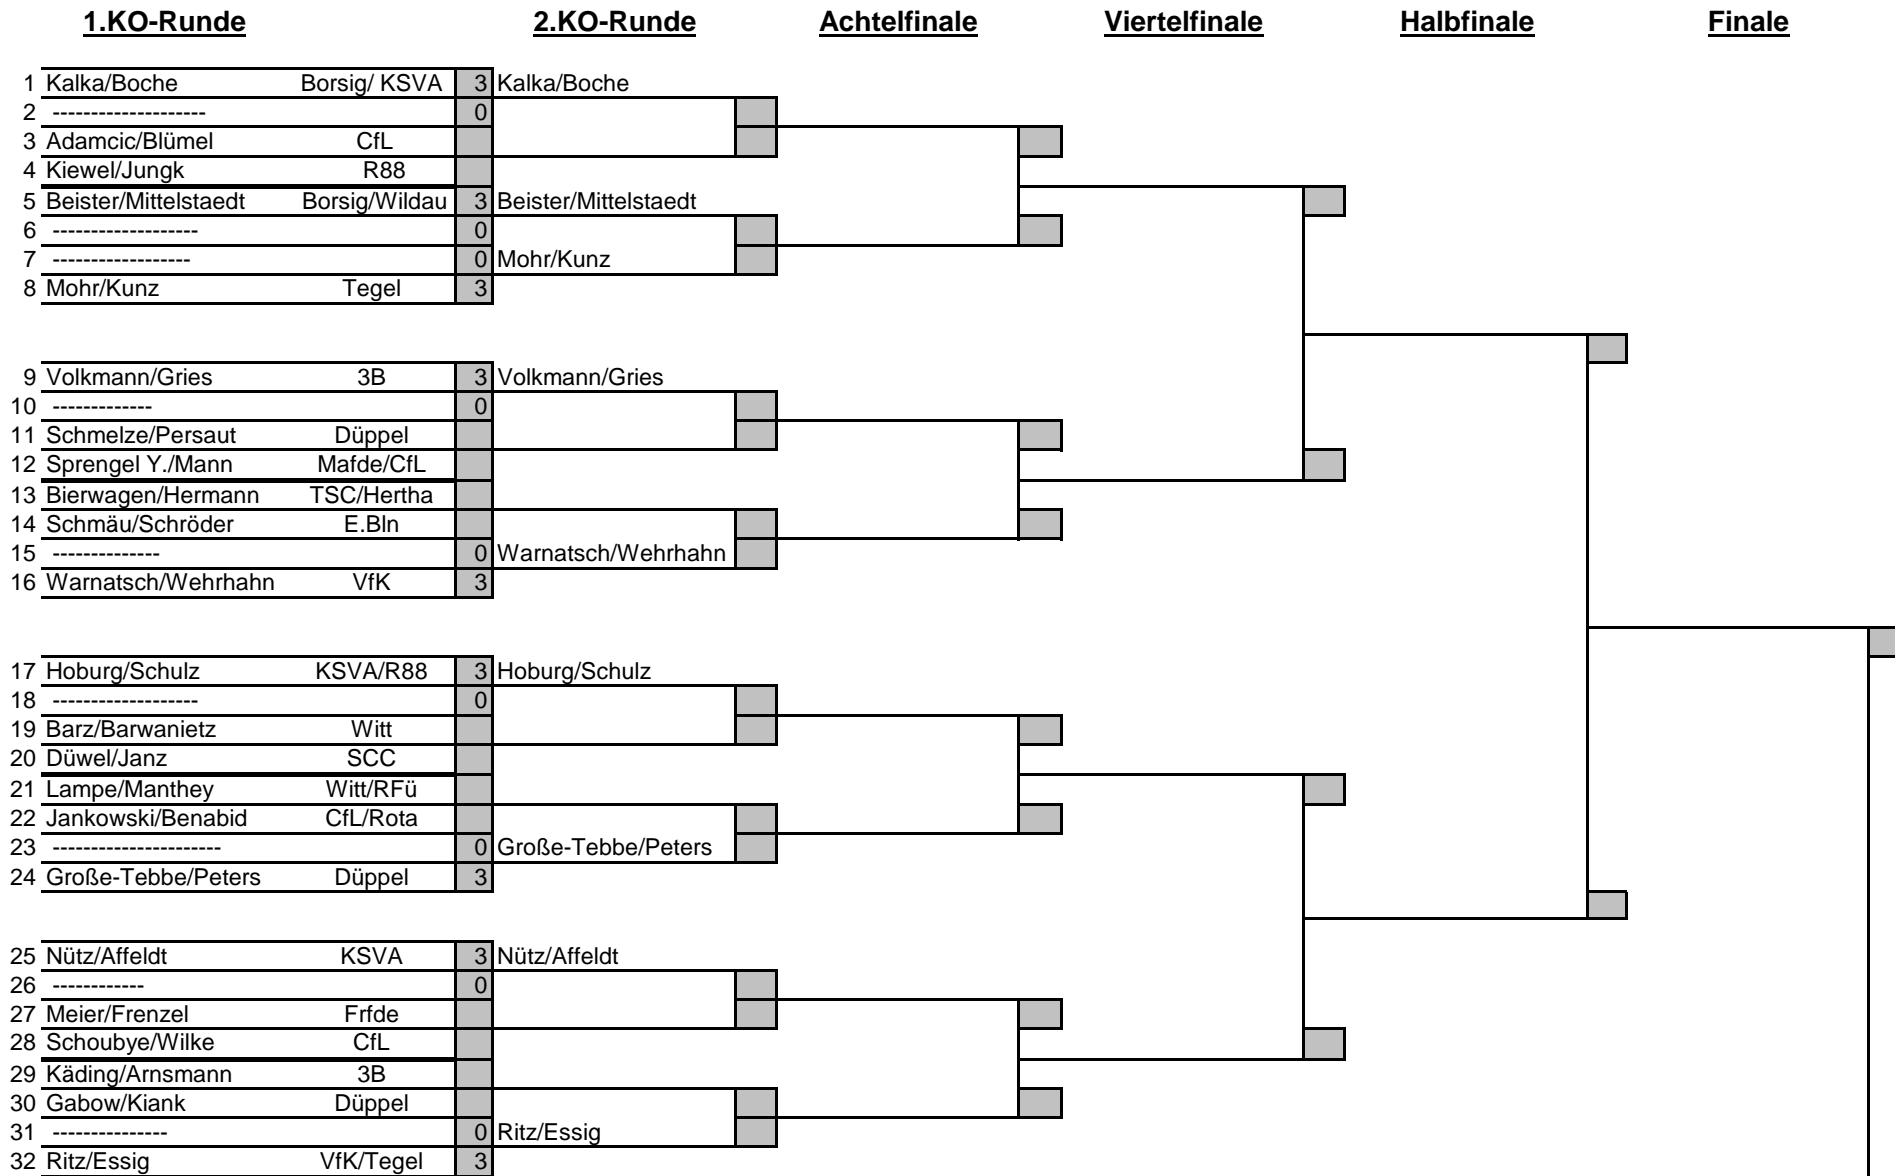 1.KO-Runde 2.KO-Runde Achtelfinale Viertelfinale Halbfinale Finale
1 Kalka/Boche Borsig/ KSVA 3 Kalka/Boche
2 -------------------- 0
3 Adamcic/Blümel CfL
4 Kiewel/Jungk R88
5 Beister/Mittelstaedt Borsig/Wildau 3 Beister/Mittelstaedt
6 ------------------- 0
7 ------------------ 0 Mohr/Kunz
8 Mohr/Kunz Tegel 3
9 Volkmann/Gries 3B 3 Volkmann/Gries
10 ------------- 0
11 Schmelze/Persaut Düppel
12 Sprengel Y./Mann Mafde/CfL
13 Bierwagen/Hermann TSC/Hertha
14 Schmäu/Schröder E.Bln
15 -------------- 0 Warnatsch/Wehrhahn
16 Warnatsch/Wehrhahn VfK 3
17 Hoburg/Schulz KSVA/R88 3 Hoburg/Schulz
18 ------------------- 0
19 Barz/Barwanietz Witt
20 Düwel/Janz SCC
21 Lampe/Manthey Witt/RFü
22 Jankowski/Benabid CfL/Rota
23 ---------------------- 0 Große-Tebbe/Peters
24 Große-Tebbe/Peters Düppel 3
25 Nütz/Affeldt KSVA 3 Nütz/Affeldt
26 ------------ 0
27 Meier/Frenzel Frfde
28 Schoubye/Wilke CfL
29 Käding/Arnsmann 3B
30 Gabow/Kiank Düppel
31 --------------- 0 Ritz/Essig
32 Ritz/Essig VfK/Tegel 3